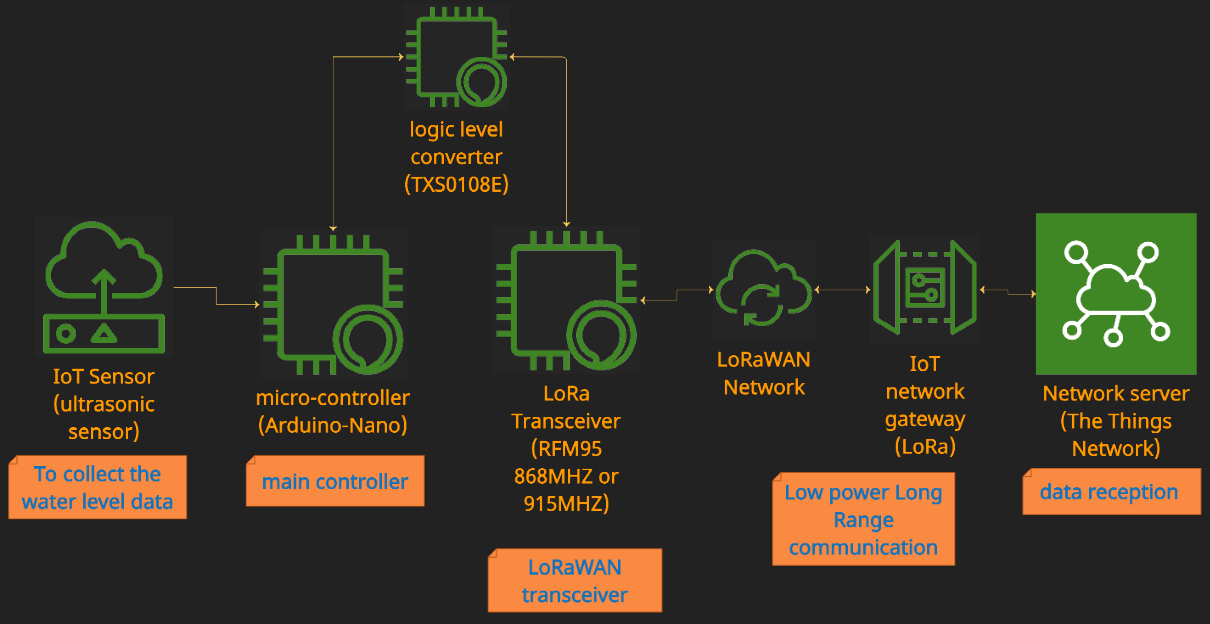 logic level
converter
(TXS0108E)
IoT Sensor
(ultrasonic
sensor)
To collect the
water level data
micro-controller
(Arduino-Nano)
main controller
LoRa
Transceiver
(RFM95
868MHZ or
915MHZ)
LoRaWAN
transceiver
LoRaWAN
Network
IoT
network
gateway
(LoRa)
Low power Long
Range
communication
Network server
(The Things
Network)
data reception